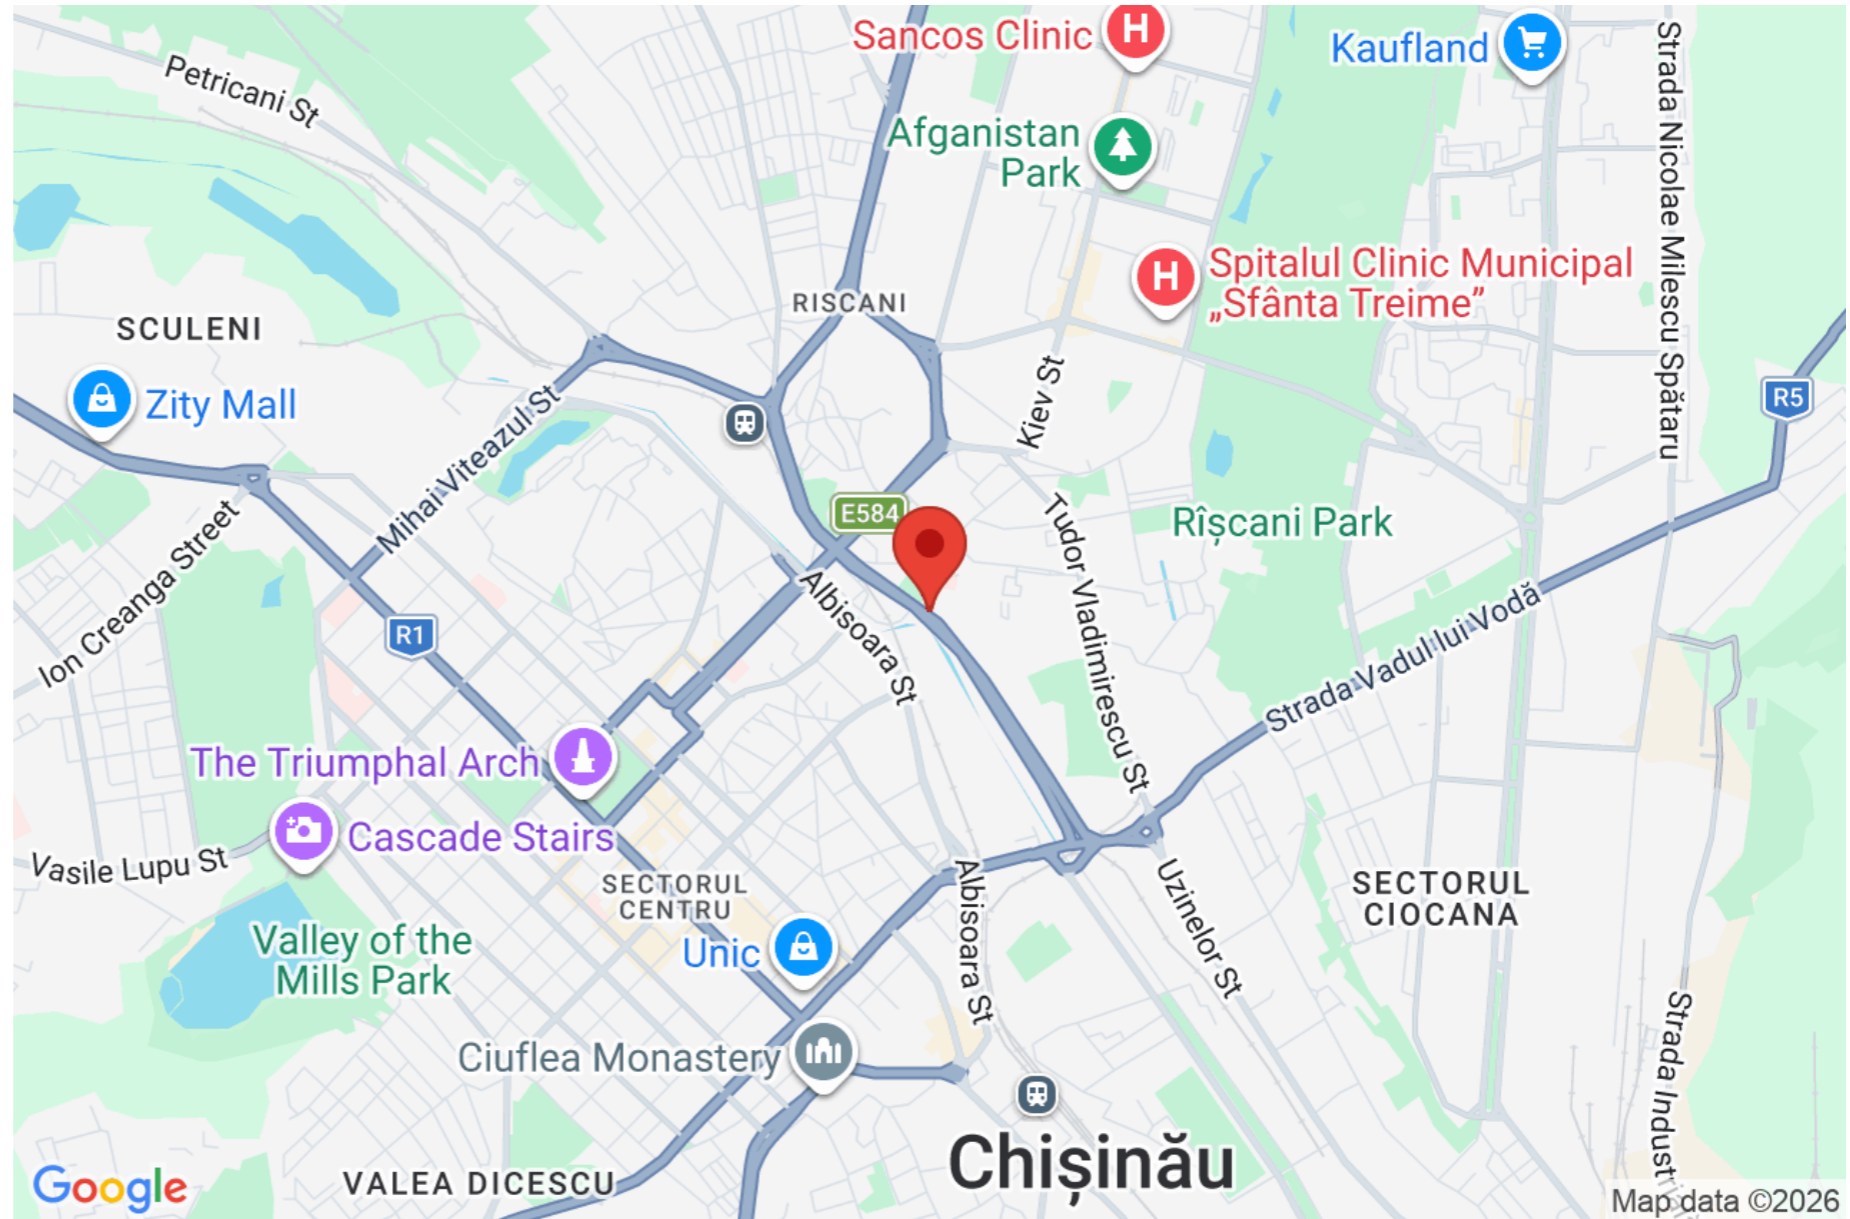 Sancos Clinic
Kaufland
Petricani St
Afganistan
Park
Strada Nicolae Milescu Spătaru
Spitalul Clinic Municipal
„Sfânta Treime”
RISCANI
SCULENI
Zity Mall
R5
Kiev St
Mihai Viteazul St
E584
Rîșcani Park
Tudor Vladimirescu St
Ion Creanga Street
Albisoara St
R1
Strada Vadul lui Vodă
The Triumphal Arch
Cascade Stairs
Vasile Lupu St
SECTORUL
CENTRU
Albisoara St
Uzinelor St
SECTORUL
CIOCANA
Valley of the
Mills Park
Unic
Ciuflea Monastery
Chișinău
VALEA DICESCU
Google
Map data ©2026